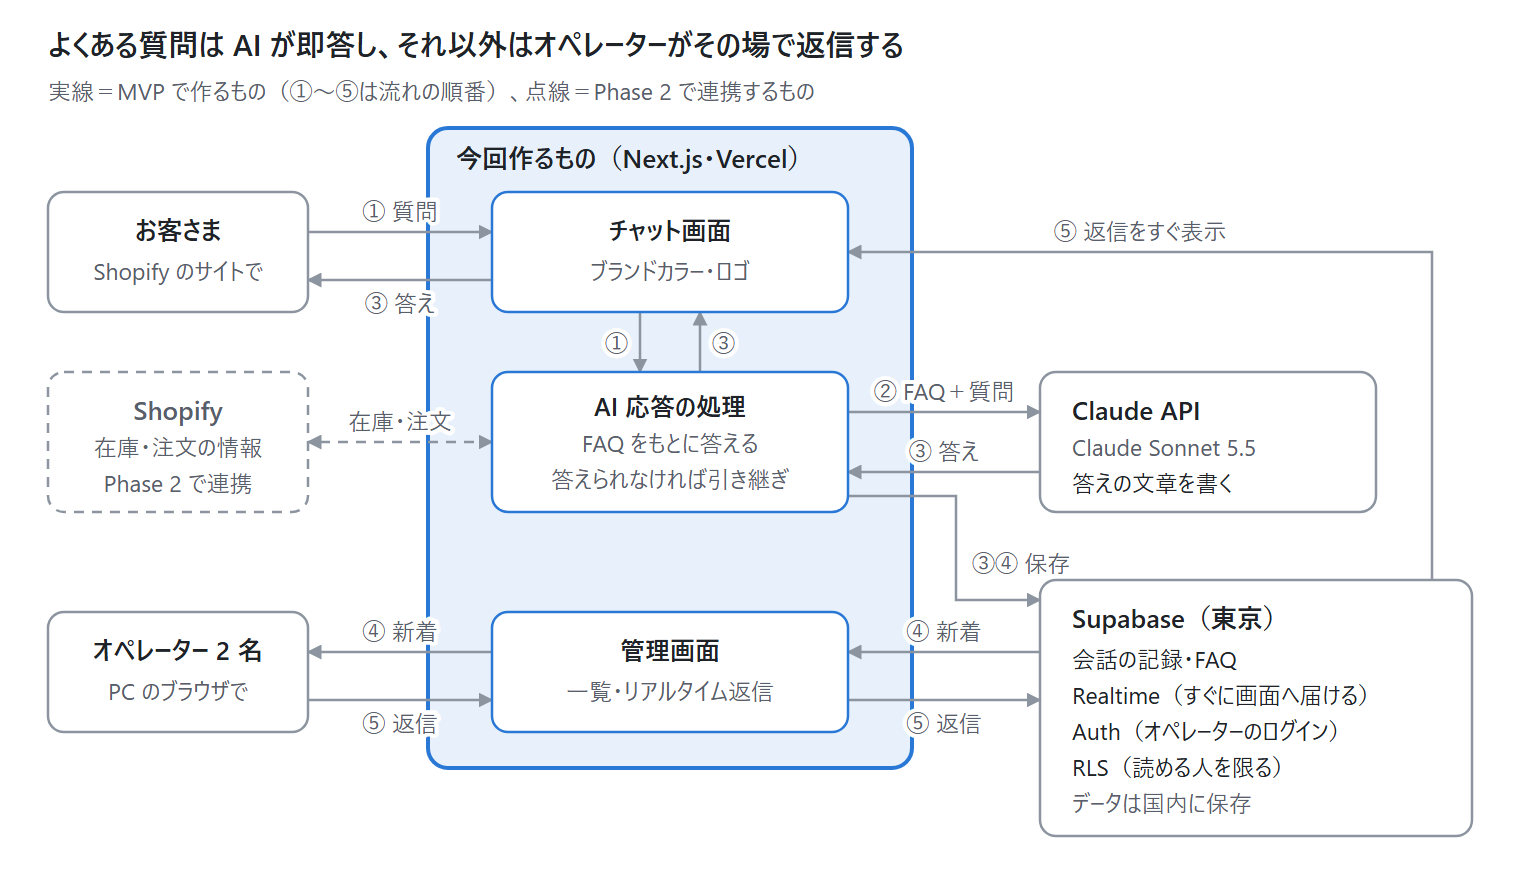 よくある質問は AI が即答し、それ以外はオペレーターがその場で返信する
実線＝MVP で作るもの（①～⑤は流れの順番）、点線＝Phase 2 で連携するもの
今回作るもの（Next.js・Vercel）
お客さま
Shopify のサイトで
① 質問
③ 答え
チャット画面
ブランドカラー・ロゴ
⑤ 返信をすぐ表示
①
③
Shopify
在庫・注文の情報
Phase 2 で連携
在庫・注文
AI 応答の処理
FAQ をもとに答える
答えられなければ引き継ぎ
② FAQ＋質問
③ 答え
Claude API
Claude Sonnet 5.5
答えの文章を書く
③④ 保存
オペレーター 2 名
PC のブラウザで
④ 新着
⑤ 返信
管理画面
一覧・リアルタイム返信
④ 新着
⑤ 返信
Supabase（東京）
会話の記録・FAQ
Realtime（すぐに画面へ届ける）
Auth（オペレーターのログイン）
RLS（読める人を限る）
データは国内に保存